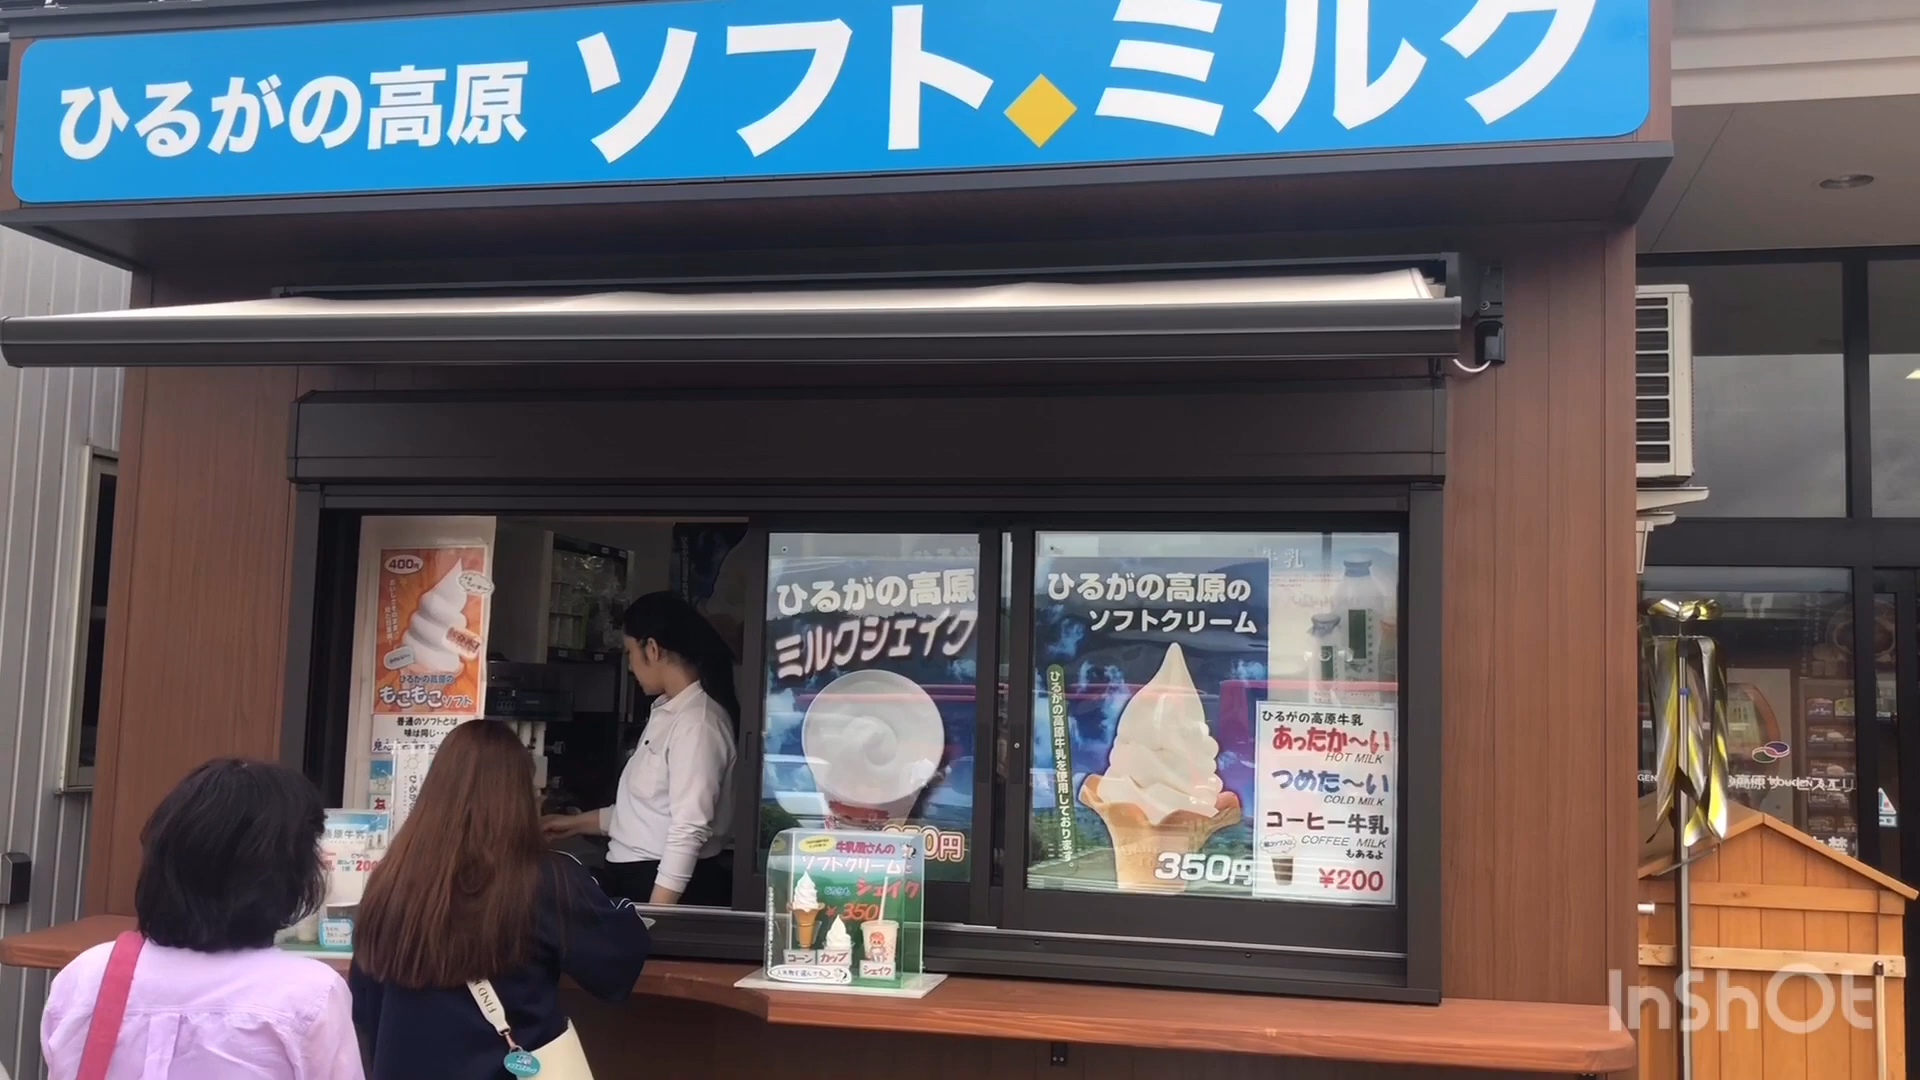 ひるがの高原 ソフト◆ミルク
400円
ひるがの高原の
もこもこソフト
普通のソフトとは
味は同じ…
ひるがの高原
ミルクシェイク
ひるがの高原の
ソフトクリーム
ひるがの高原牛乳を使用しております。
350円
牛乳
ひるがの高原牛乳
あったか〜い
HOT MILK
つめた〜い
COLD MILK
コーヒー牛乳
COFFEE MILK
もあるよ
¥200
牛乳屋さんの
ソフトクリーム
シェイク
¥350
コーン
カップ
シェイク
高原牛乳
InShOt